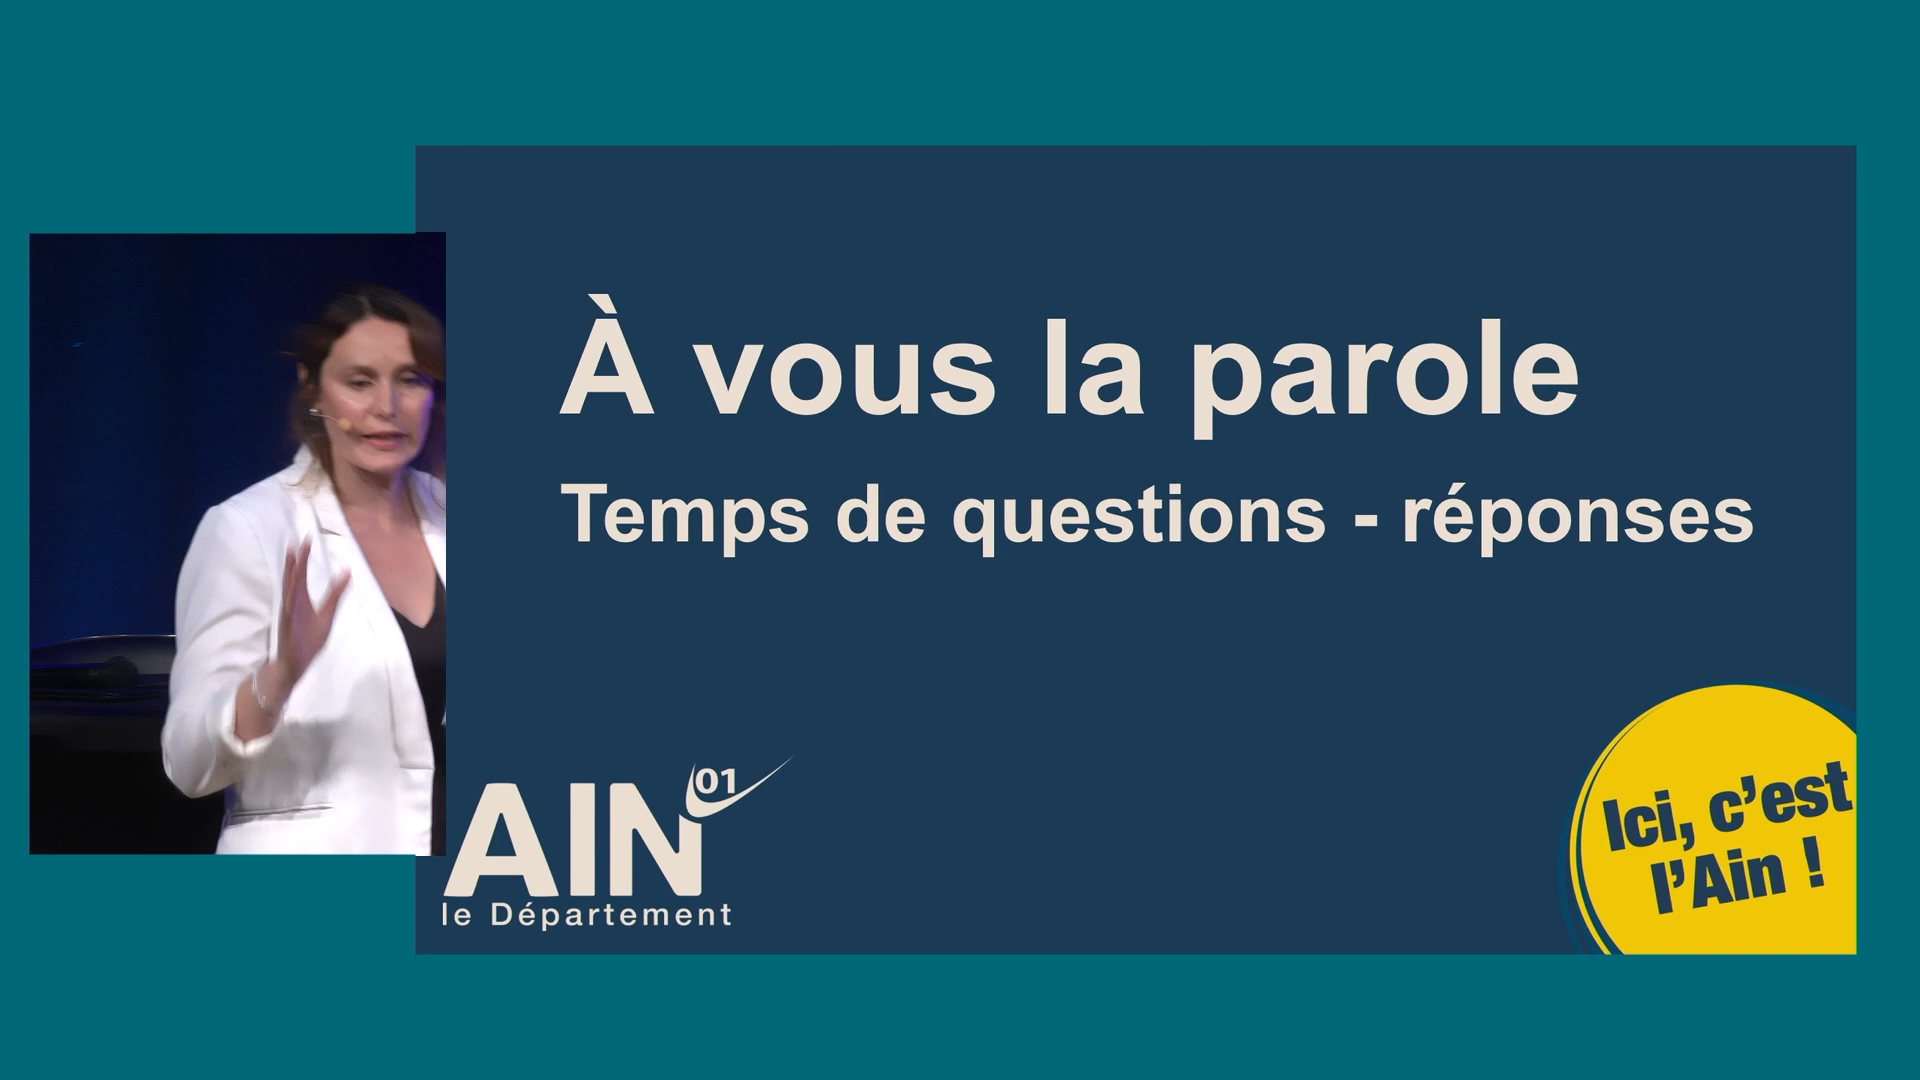 À vous la parole
Temps de questions - réponses
AIN 01
le Département
Ici, c'est
l'Ain !